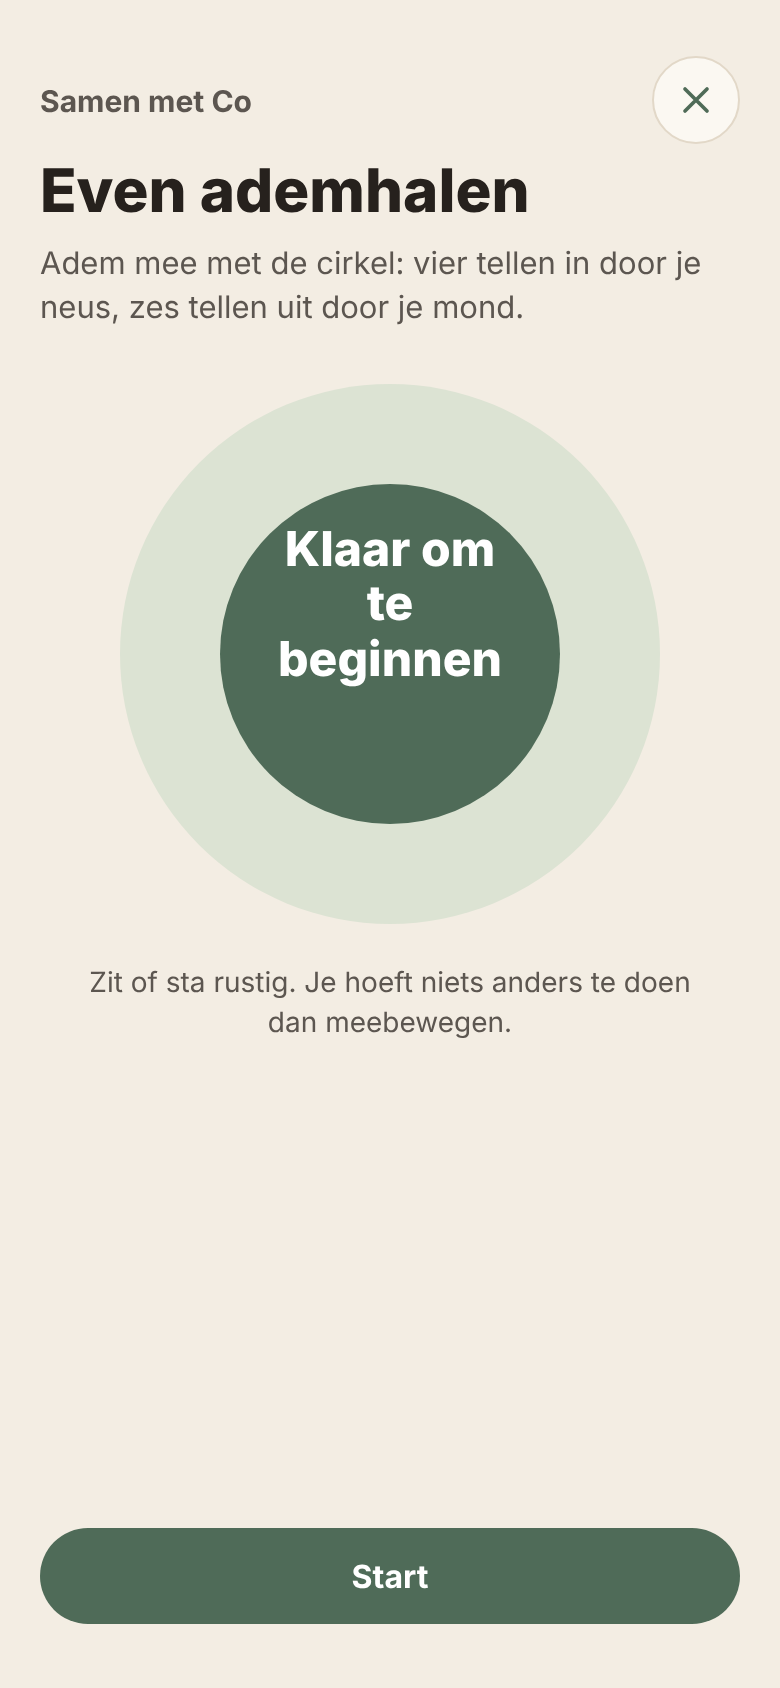 Samen met Co
Even ademhalen
Adem mee met de cirkel: vier tellen in door je
neus, zes tellen uit door je mond.
Klaar om
te
beginnen
Zit of sta rustig. Je hoeft niets anders te doen
dan meebewegen.
Start